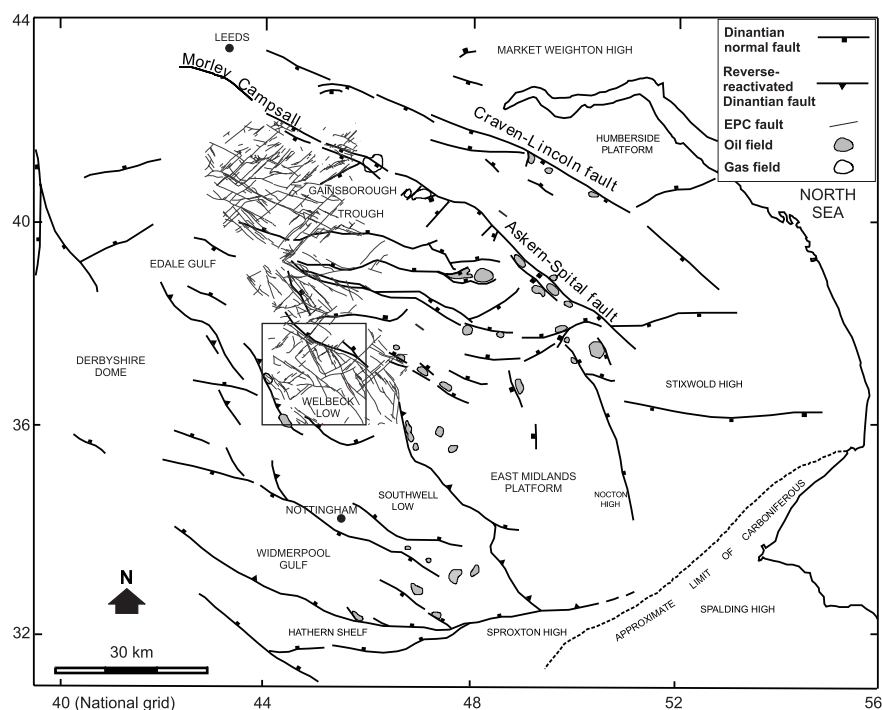 44
LEEDS
MARKET WEIGHTON HIGH
Dinantian
normal fault
Reverse-
reactivated
Dinantian fault
EPC fault
Oil field
Gas field
Morley Campsall
Craven-Lincoln fault
HUMBERSIDE
PLATFORM
GAINSBOROUGH
TROUGH
NORTH
SEA
40
Askern-Spital fault
EDALE GULF
DERBYSHIRE
DOME
WELBECK
LOW
STIXWOLD HIGH
36
EAST MIDLANDS
PLATFORM
SOUTHWELL
LOW
NOCTON
HIGH
NOTTINGHAM
WIDMERPOOL
GULF
APPROXIMATE LIMIT OF CARBONIFEROUS
N
SPALDING HIGH
32
HATHERN SHELF
SPROXTON HIGH
30 km
40 (National grid)
44
48
52
56